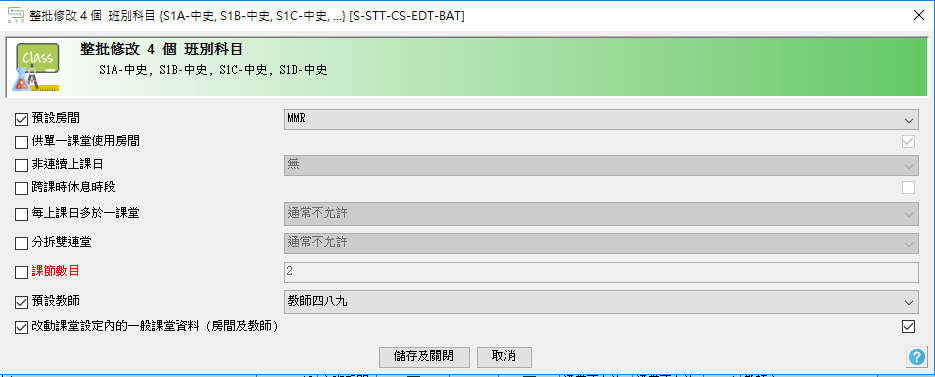 STT
整批修改 4 個 班別科目 {S1A-中史, S1B-中史, S1C-中史, ...} [S-STT-CS-EDT-BAT]
class
整批修改 4 個 班別科目
S1A-中史, S1B-中史, S1C-中史, S1D-中史
預設房間 MMR
供單一課堂使用房間
非連續上課日 無
跨課時休息時段
每上課日多於一課堂 通常不允許
分拆雙連堂 通常不允許
課節數目 2
預設教師 教師四八九
改動課堂設定內的一般課堂資料 (房間及教師)
儲存及關閉 取消
?